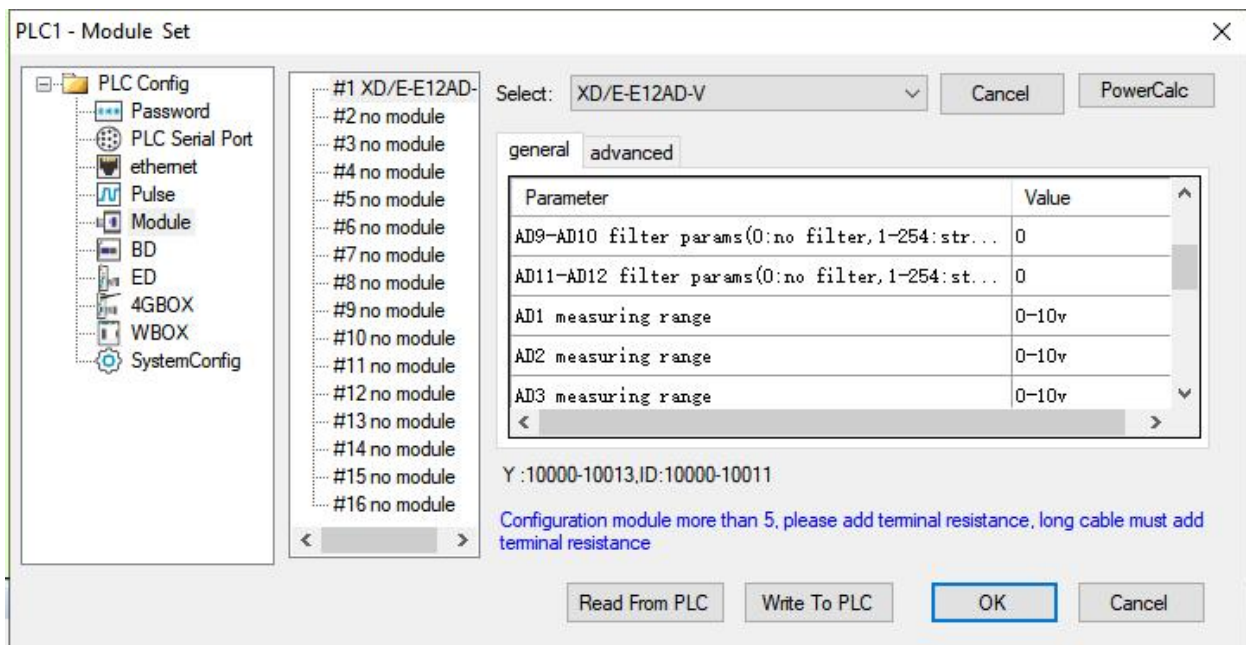 PLC1 - Module Set
PLC Config
Password
PLC Serial Port
ethernet
Pulse
Module
BD
ED
4GBOX
WBOX
SystemConfig
#1 XD/E-E12AD-
#2 no module
#3 no module
#4 no module
#5 no module
#6 no module
#7 no module
#8 no module
#9 no module
#10 no module
#11 no module
#12 no module
#13 no module
#14 no module
#15 no module
#16 no module
Select: XD/E-E12AD-V Cancel PowerCalc
general advanced
Parameter Value
AD9-AD10 filter params(0:no filter,1-254:str... 0
AD11-AD12 filter params(0:no filter,1-254:st... 0
AD1 measuring range 0-10v
AD2 measuring range 0-10v
AD3 measuring range 0-10v
Y :10000-10013,ID:10000-10011
Configuration module more than 5, please add terminal resistance, long cable must add
terminal resistance
Read From PLC Write To PLC OK Cancel